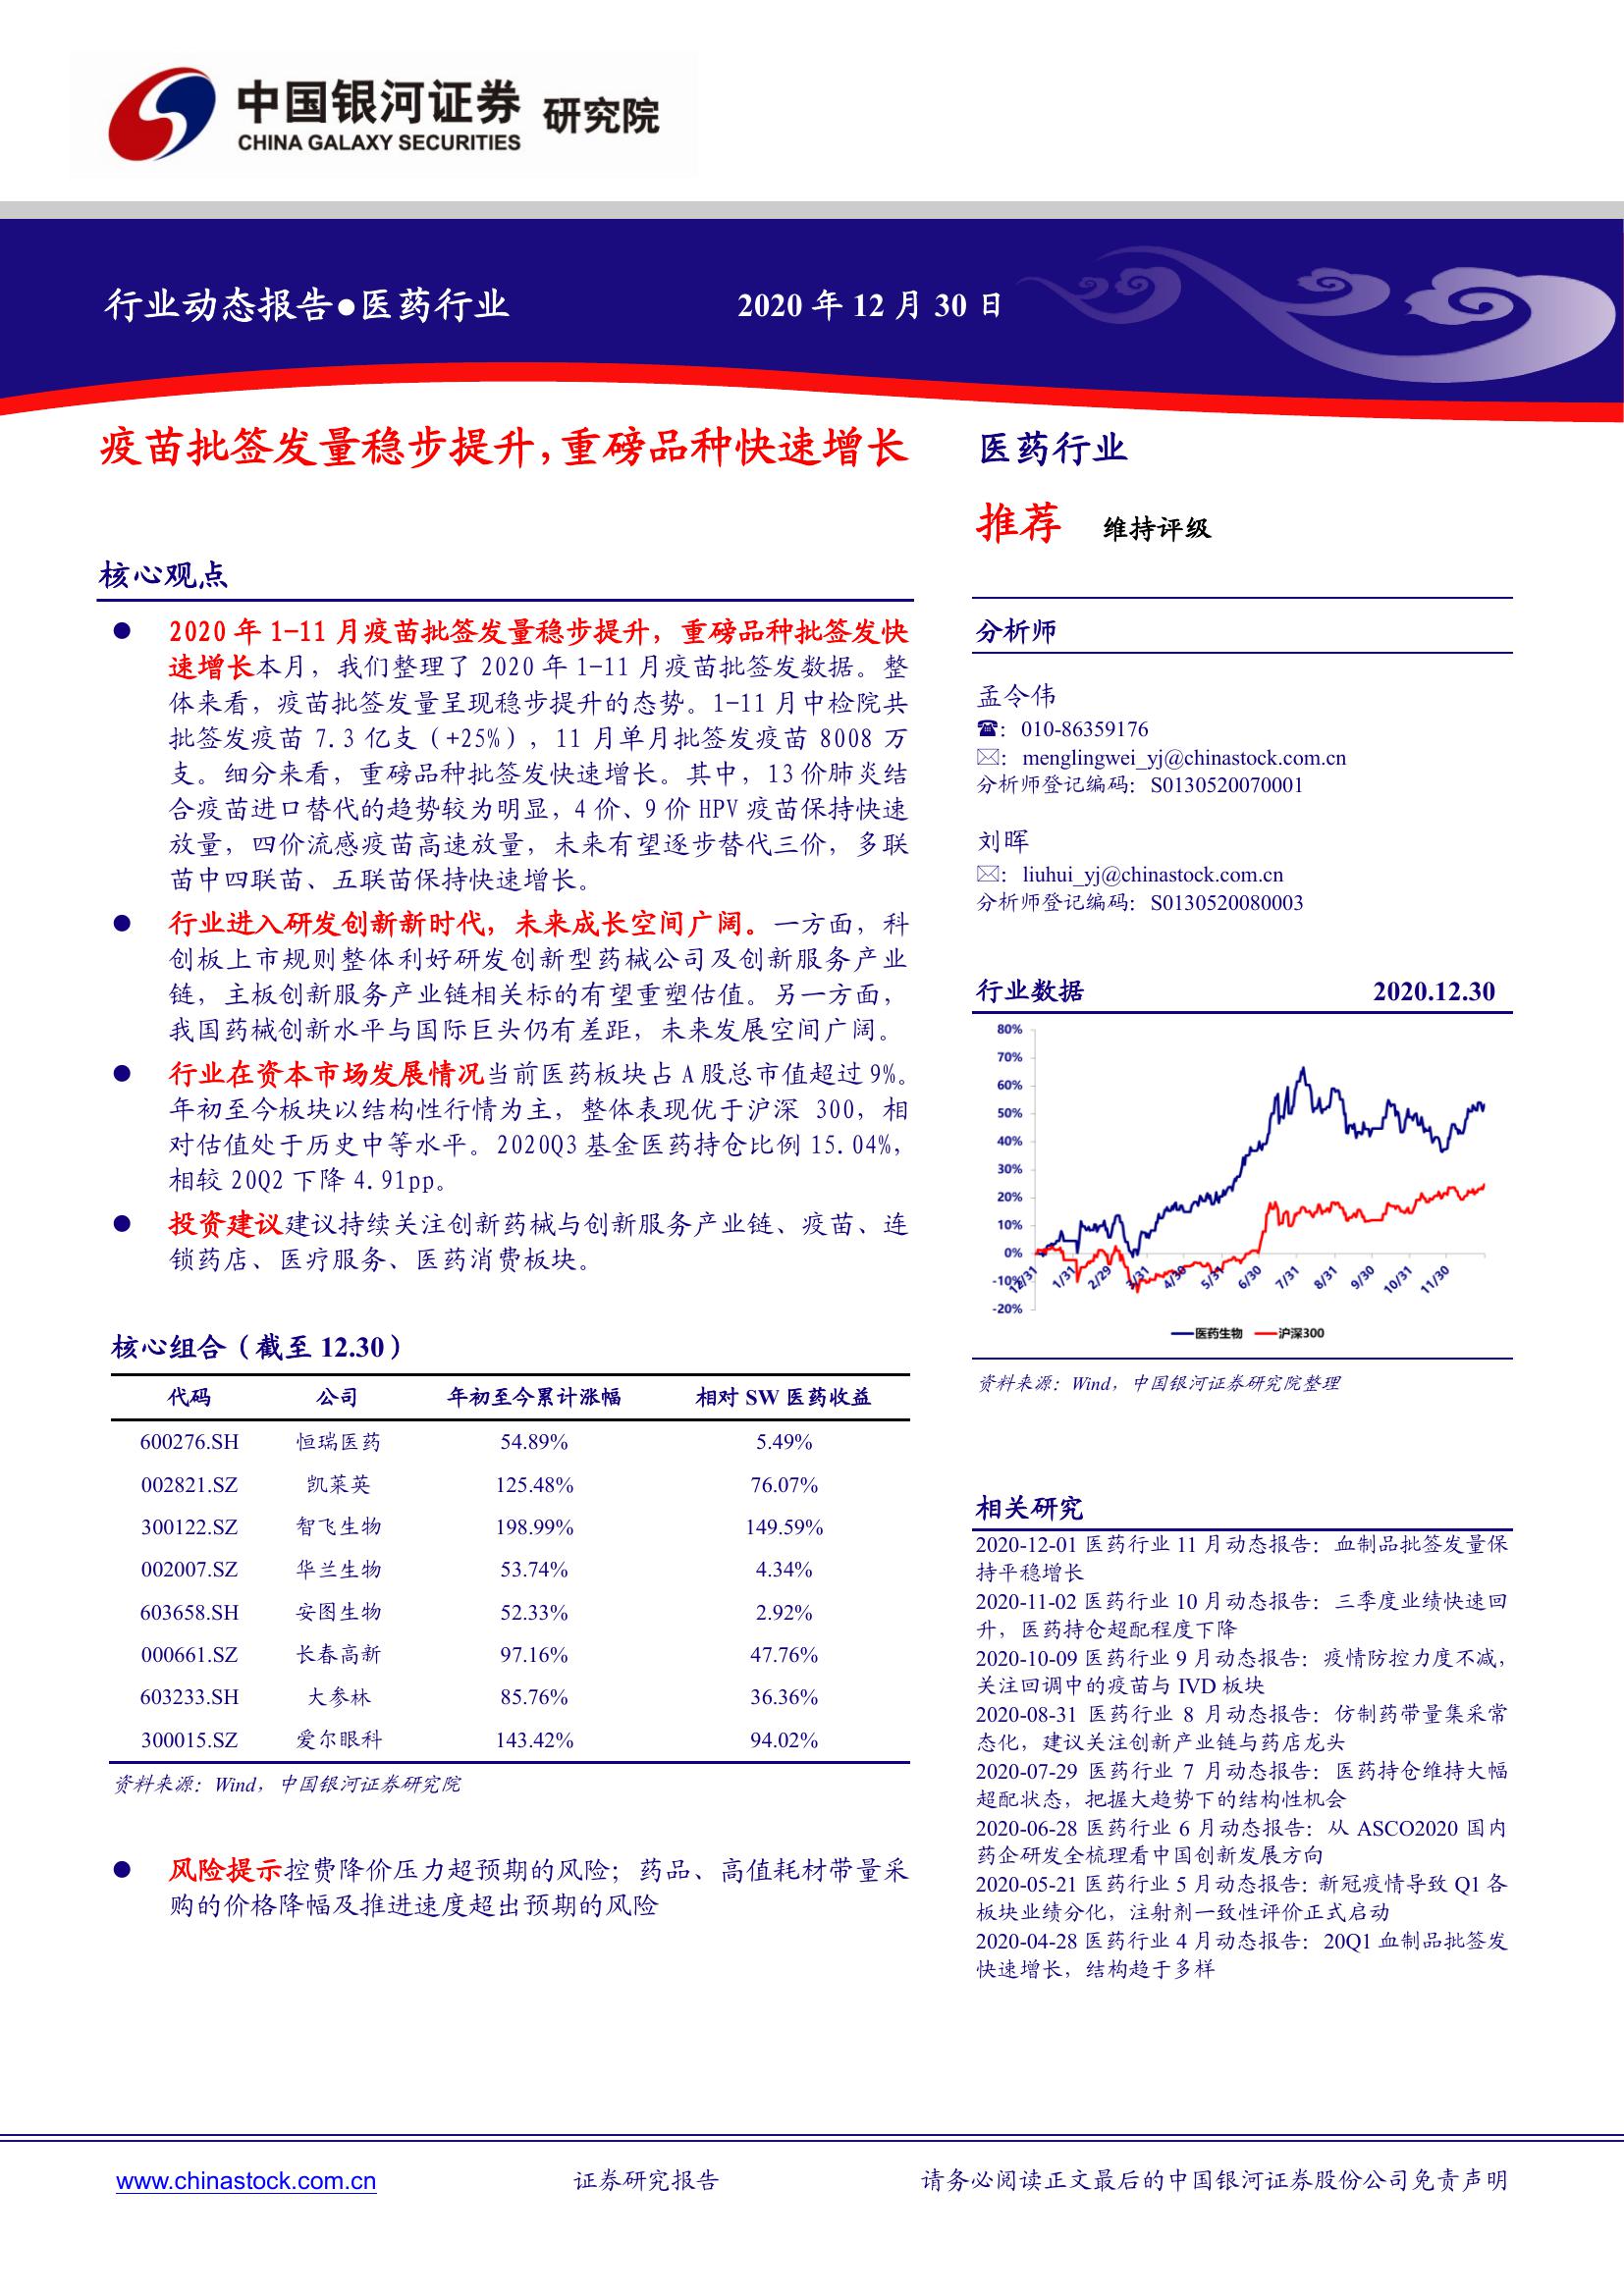 中国银河证券 研究院
CHINA GALAXY SECURITIES
行业动态报告●医药行业 2020 年 12 月 30 日
疫苗批签发量稳步提升,重磅品种快速增长
核心观点
● 2020 年 1-11 月疫苗批签发量稳步提升，重磅品种批签发快
速增长本月，我们整理了 2020 年 1-11 月疫苗批签发数据。整
体来看，疫苗批签发量呈现稳步提升的态势。1-11 月中检院共
批签发疫苗 7.3 亿支（+25%），11 月单月批签发疫苗 8008 万
支。细分来看，重磅品种批签发快速增长。其中，13 价肺炎结
合疫苗进口替代的趋势较为明显，4 价、9 价 HPV 疫苗保持快速
放量，四价流感疫苗高速放量，未来有望逐步替代三价，多联
苗中四联苗、五联苗保持快速增长。
● 行业进入研发创新新时代，未来成长空间广阔。一方面，科
创板上市规则整体利好研发创新型药械公司及创新服务产业
链，主板创新服务产业链相关标的有望重塑估值。另一方面，
我国药械创新水平与国际巨头仍有差距，未来发展空间广阔。
● 行业在资本市场发展情况当前医药板块占 A 股总市值超过 9%。
年初至今板块以结构性行情为主，整体表现优于沪深 300，相
对估值处于历史中等水平。2020Q3 基金医药持仓比例 15.04%，
相较 20Q2 下降 4.91pp。
● 投资建议建议持续关注创新药械与创新服务产业链、疫苗、连
锁药店、医疗服务、医药消费板块。
核心组合（截至 12.30）
代码 公司 年初至今累计涨幅 相对 SW 医药收益
600276.SH 恒瑞医药 54.89% 5.49%
002821.SZ 凯莱英 125.48% 76.07%
300122.SZ 智飞生物 198.99% 149.59%
002007.SZ 华兰生物 53.74% 4.34%
603658.SH 安图生物 52.33% 2.92%
000661.SZ 长春高新 97.16% 47.76%
603233.SH 大参林 85.76% 36.36%
300015.SZ 爱尔眼科 143.42% 94.02%
资料来源：Wind，中国银河证券研究院
● 风险提示控费降价压力超预期的风险；药品、高值耗材带量采
购的价格降幅及推进速度超出预期的风险
医药行业
推荐 维持评级
分析师
孟令伟
☎：010-86359176
✉：menglingwei_yj@chinastock.com.cn
分析师登记编码：S0130520070001
刘晖
✉：liuhui_yj@chinastock.com.cn
分析师登记编码：S0130520080003
行业数据 2020.12.30
80%
70%
60%
50%
40%
30%
20%
10%
0%
-10%
-20%
12/31 1/31 2/29 3/31 4/30 5/31 6/30 7/31 8/31 9/30 10/31 11/30
医药生物 沪深300
资料来源：Wind，中国银河证券研究院整理
相关研究
2020-12-01 医药行业 11 月动态报告：血制品批签发量保
持平稳增长
2020-11-02 医药行业 10 月动态报告：三季度业绩快速回
升，医药持仓超配程度下降
2020-10-09 医药行业 9 月动态报告：疫情防控力度不减，
关注回调中的疫苗与 IVD 板块
2020-08-31 医药行业 8 月动态报告：仿制药带量集采常
态化，建议关注创新产业链与药店龙头
2020-07-29 医药行业 7 月动态报告：医药持仓维持大幅
超配状态，把握大趋势下的结构性机会
2020-06-28 医药行业 6 月动态报告：从 ASCO2020 国内
药企研发全梳理看中国创新发展方向
2020-05-21 医药行业 5 月动态报告：新冠疫情导致 Q1 各
板块业绩分化，注射剂一致性评价正式启动
2020-04-28 医药行业 4 月动态报告：20Q1 血制品批签发
快速增长，结构趋于多样
www.chinastock.com.cn 证券研究报告 请务必阅读正文最后的中国银河证券股份公司免责声明